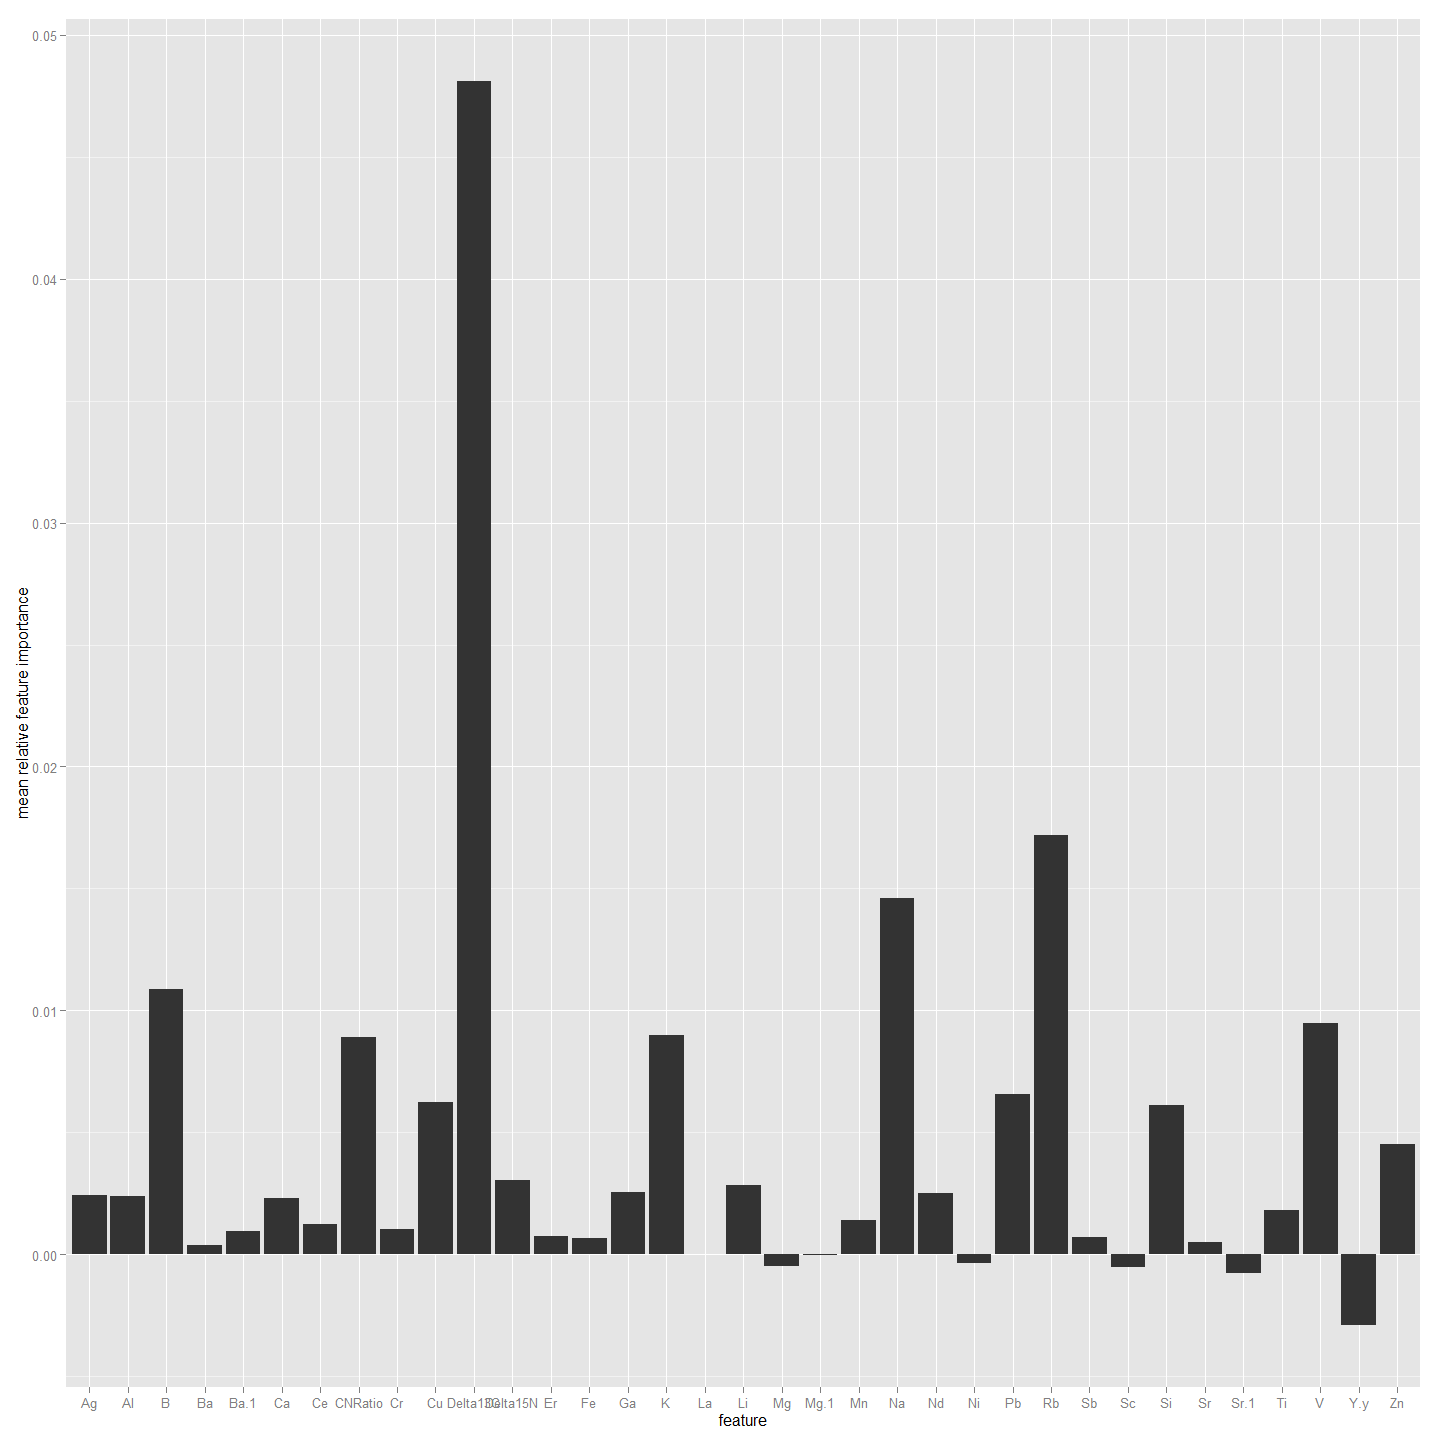 0.05
0.04
0.03
0.02
0.01
0.00
mean relative feature importance
Ag Al B Ba Ba.1 Ca Ce CNRatio Cr Cu Delta13C Delta15N Er Fe Ga K La Li Mg Mg.1 Mn Na Nd Ni Pb Rb Sb Sc Si Sr Sr.1 Ti V Y.y Zn
feature